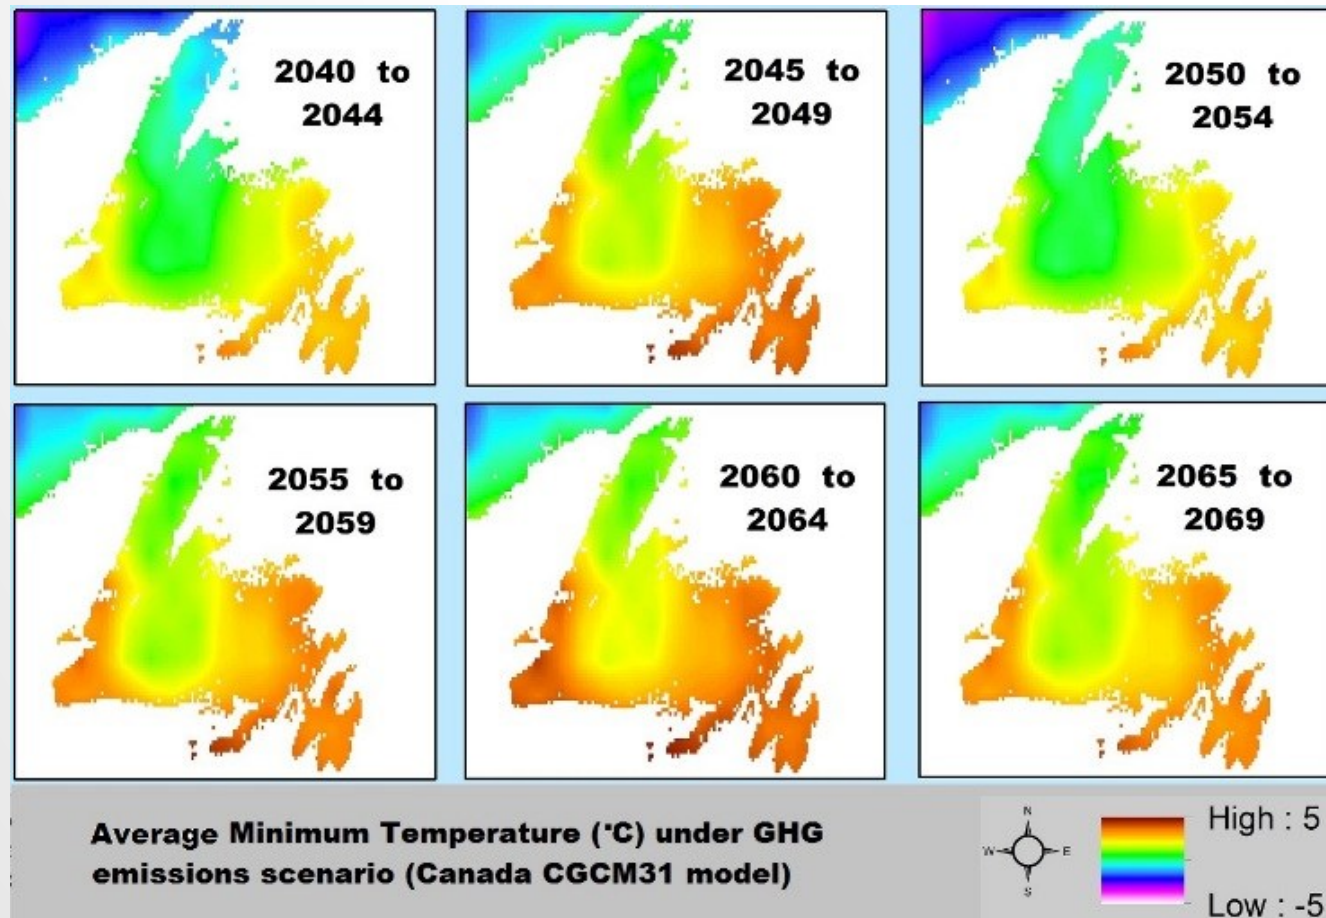 2040 to
2044
2045 to
2049
2050 to
2054
2055 to
2059
2060 to
2064
2065 to
2069
Average Minimum Temperature (°C) under GHG
emissions scenario (Canada CGCM31 model)
N
W
E
S
High : 5
Low : -5